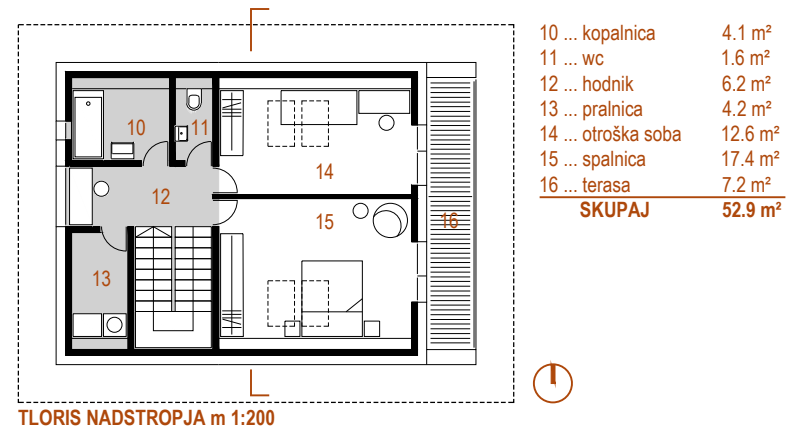 10 ... kopalnica 4.1 m²
11 ... wc 1.6 m²
12 ... hodnik 6.2 m²
13 ... pralnica 4.2 m²
14 ... otroška soba 12.6 m²
15 ... spalnica 17.4 m²
16 ... terasa 7.2 m²
SKUPAJ 52.9 m²
10
11
14
12
15
16
13
TLORIS NADSTROPJA m 1:200